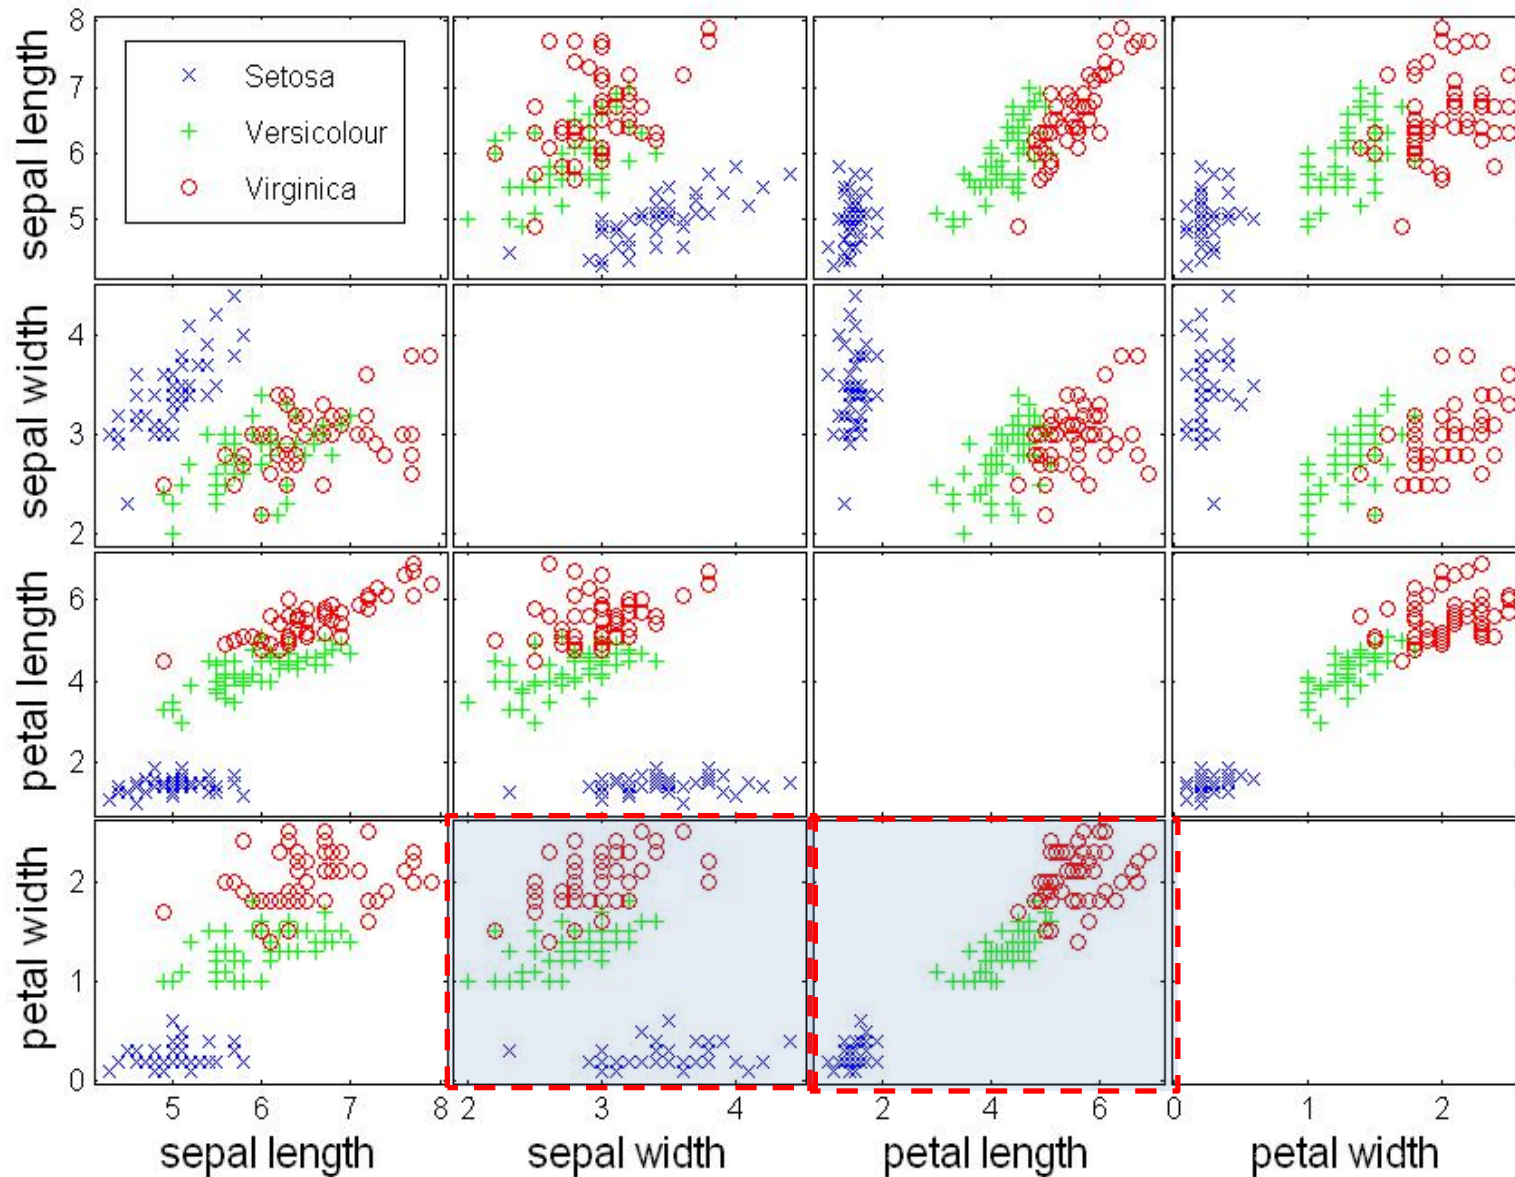 8
7
6
5
sepal length
Setosa
Versicolour
Virginica
4
3
2
sepal width
6
4
2
petal length
2
1
0
petal width
5 6 7 8 2 3 4 2 4 6 0 1 2
sepal length sepal width petal length petal width